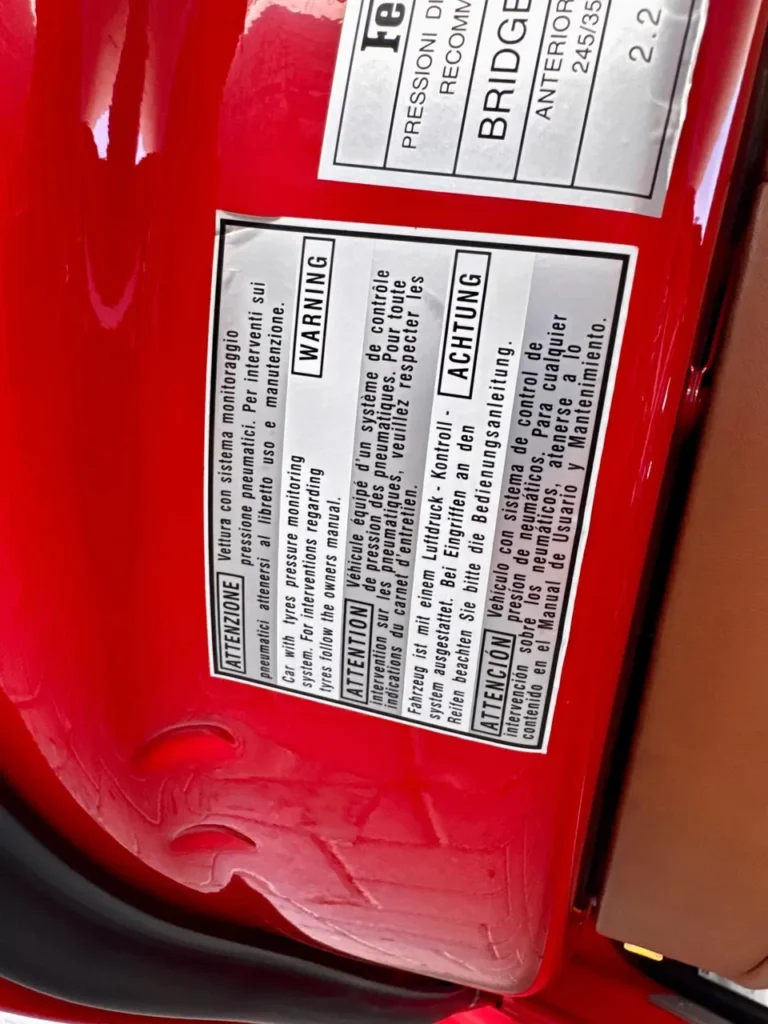 Fe
PRESSIONI DI
RECOMM
BRIDGE
ANTERIOR
245/35
2.2
ATTENZIONE Vettura con sistema monitoraggio
pressione pneumatici. Per interventi sui
pneumatici attenersi al libretto uso e manutenzione.
Car with tyres pressure monitoring
system. For interventions regarding
tyres follow the owners manual.
WARNING
ATTENTION Véhicule équipé d'un système de contrôle
de pression des pneumatiques. Pour toute
intervention sur les pneumatiques, veuillez respecter les
indications du carnet d'entretien.
Fahrzeug ist mit einem Luftdruck - Kontroll -
system ausgestattet. Bei Eingriffen an den
Reifen beachten Sie bitte die Bedienungsanleitung.
ACHTUNG
ATENCIÓN Vehículo con sistema de control de
presión de neumáticos. Para cualquier
intervención sobre los neumáticos, atenerse a lo
contenido en el Manual de Usuario y Mantenimiento.